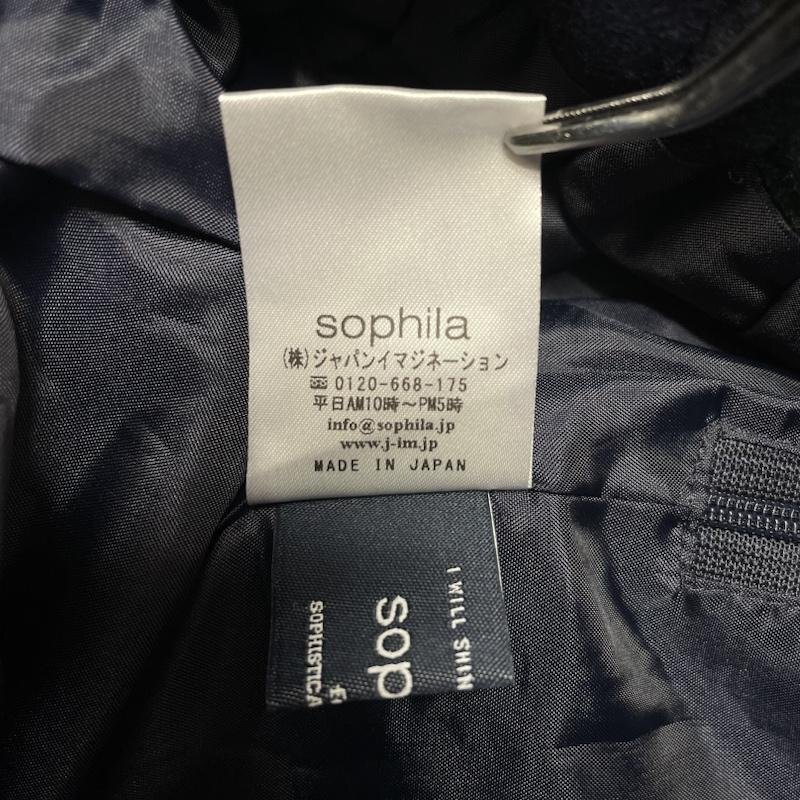 sophila
(株)ジャパンイマジネーション
0120-668-175
平日AM10時～PM5時
info@sophila.jp
www.j-im.jp
MADE IN JAPAN
I WILL SHIN
sop
SOPHISTICA